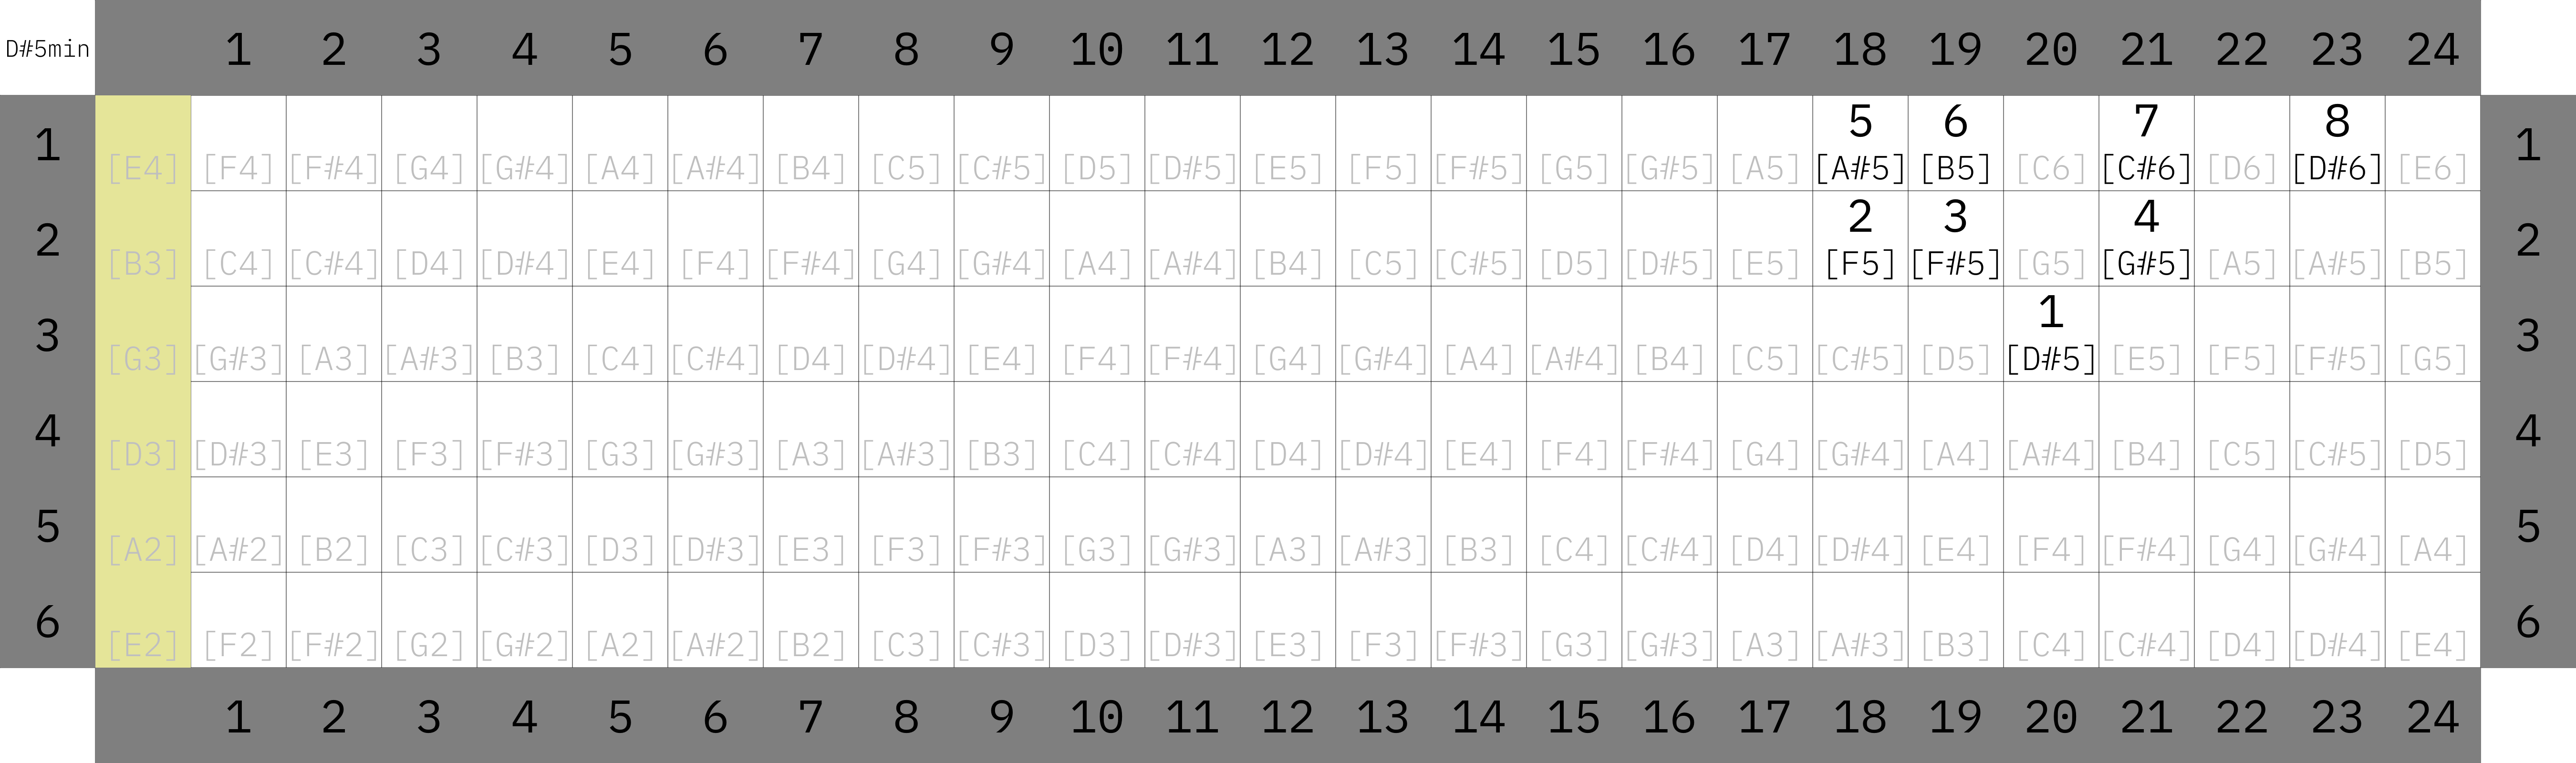 D#5min 1 2 3 4 5 6 7 8 9 10 11 12 13 14 15 16 17 18 19 20 21 22 23 24
5 6 7 8
1 [E4] [F4] [F#4] [G4] [G#4] [A4] [A#4] [B4] [C5] [C#5] [D5] [D#5] [E5] [F5] [F#5] [G5] [G#5] [A5] [A#5] [B5] [C6] [C#6] [D6] [D#6] [E6] 1
2 3 4
2 [B3] [C4] [C#4] [D4] [D#4] [E4] [F4] [F#4] [G4] [G#4] [A4] [A#4] [B4] [C5] [C#5] [D5] [D#5] [E5] [F5] [F#5] [G5] [G#5] [A5] [A#5] [B5] 2
1
3 [G3] [G#3] [A3] [A#3] [B3] [C4] [C#4] [D4] [D#4] [E4] [F4] [F#4] [G4] [G#4] [A4] [A#4] [B4] [C5] [C#5] [D5] [D#5] [E5] [F5] [F#5] [G5] 3
4 [D3] [D#3] [E3] [F3] [F#3] [G3] [G#3] [A3] [A#3] [B3] [C4] [C#4] [D4] [D#4] [E4] [F4] [F#4] [G4] [G#4] [A4] [A#4] [B4] [C5] [C#5] [D5] 4
5 [A2] [A#2] [B2] [C3] [C#3] [D3] [D#3] [E3] [F3] [F#3] [G3] [G#3] [A3] [A#3] [B3] [C4] [C#4] [D4] [D#4] [E4] [F4] [F#4] [G4] [G#4] [A4] 5
6 [E2] [F2] [F#2] [G2] [G#2] [A2] [A#2] [B2] [C3] [C#3] [D3] [D#3] [E3] [F3] [F#3] [G3] [G#3] [A3] [A#3] [B3] [C4] [C#4] [D4] [D#4] [E4] 6
1 2 3 4 5 6 7 8 9 10 11 12 13 14 15 16 17 18 19 20 21 22 23 24